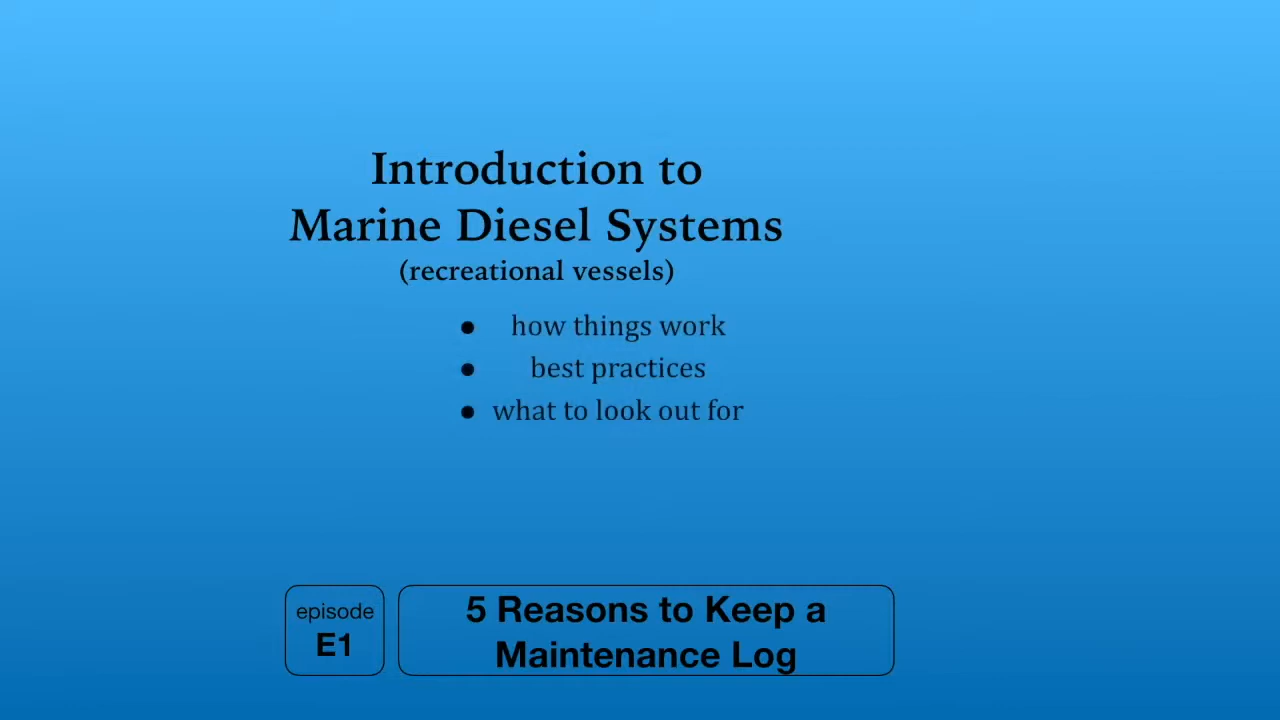 Introduction to
Marine Diesel Systems
(recreational vessels)
• how things work
• best practices
• what to look out for
episode
E1
5 Reasons to Keep a
Maintenance Log